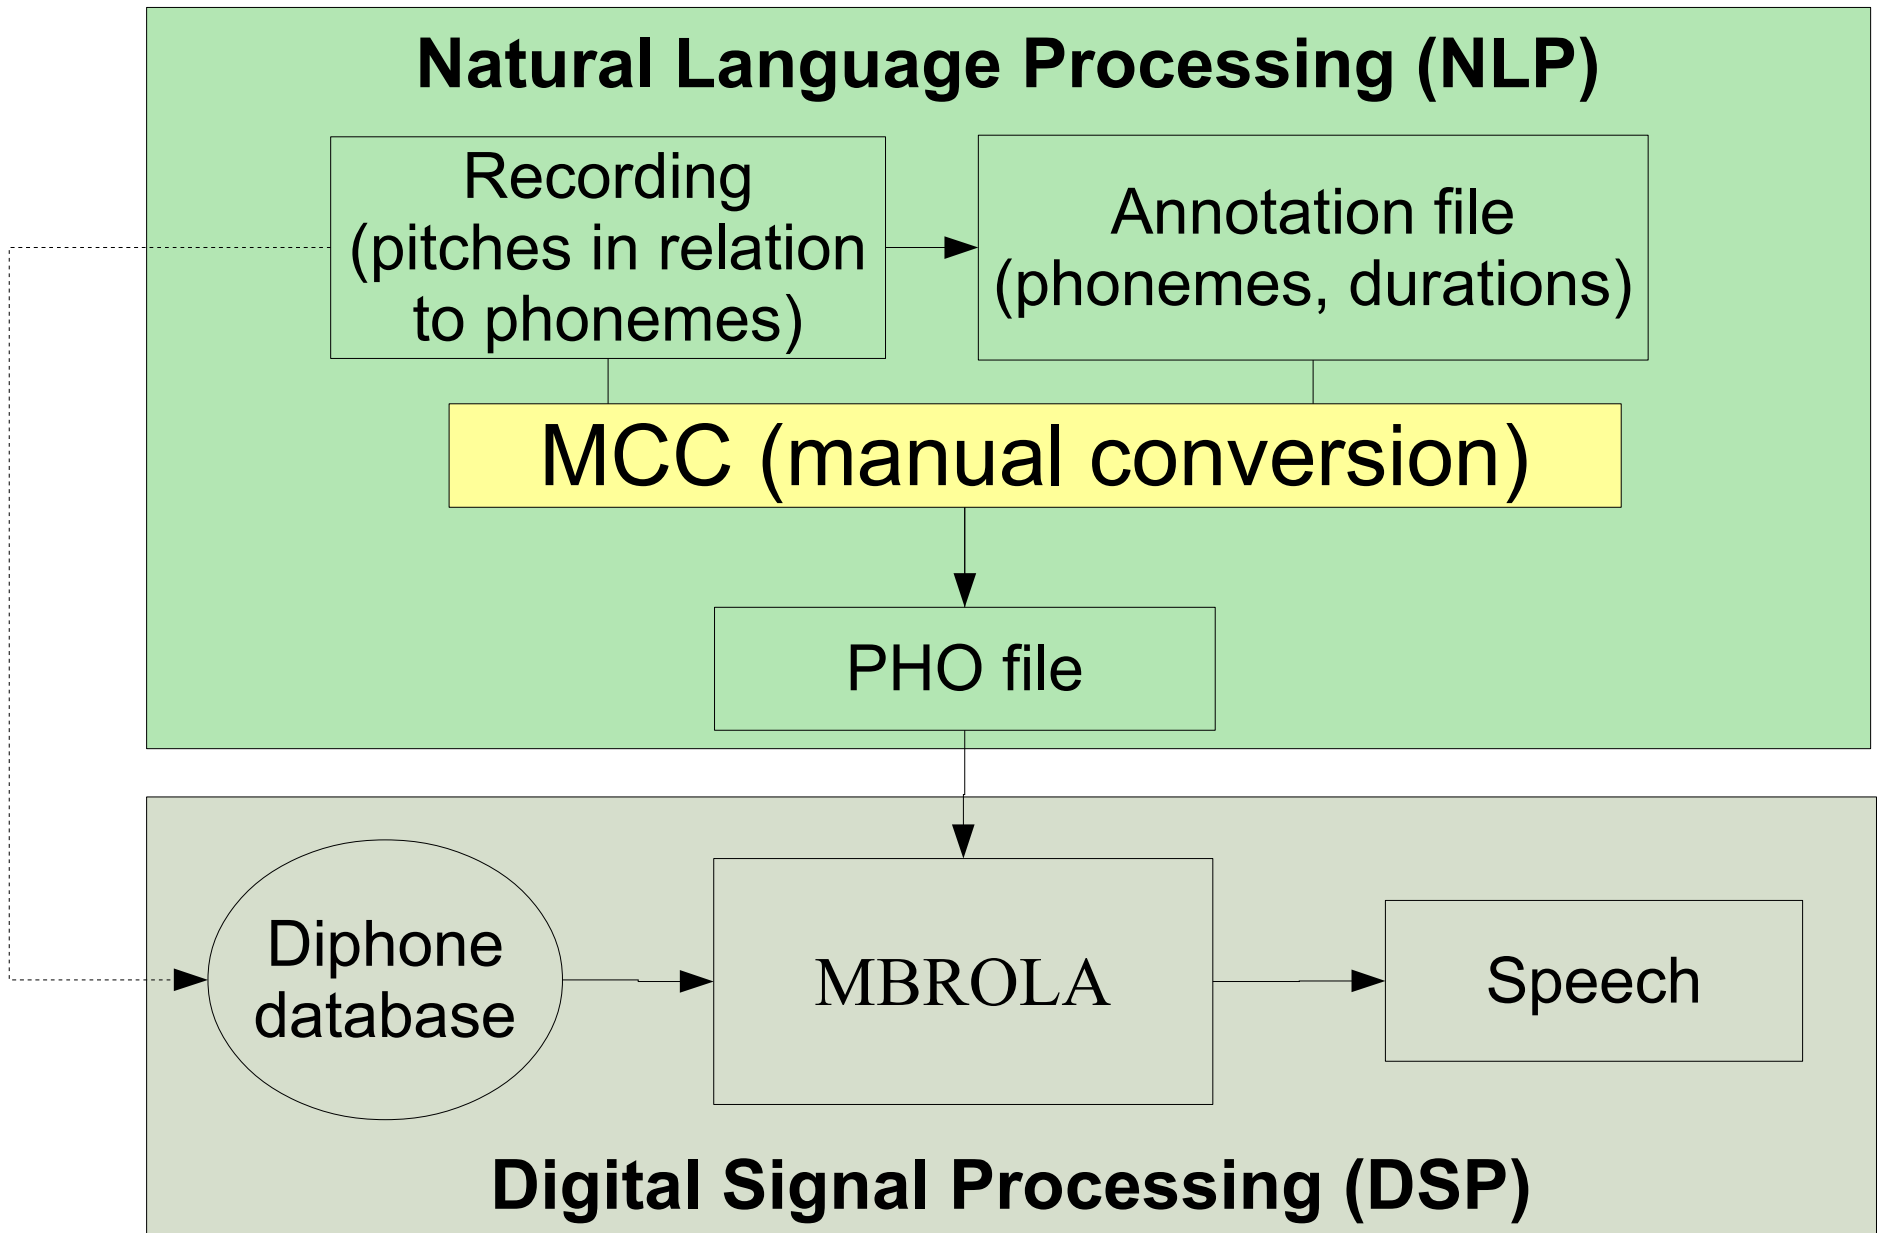 Natural Language Processing (NLP)
Recording
(pitches in relation
to phonemes)
Annotation file
(phonemes, durations)
MCC (manual conversion)
PHO file
Diphone
database
MBROLA
Speech
Digital Signal Processing (DSP)